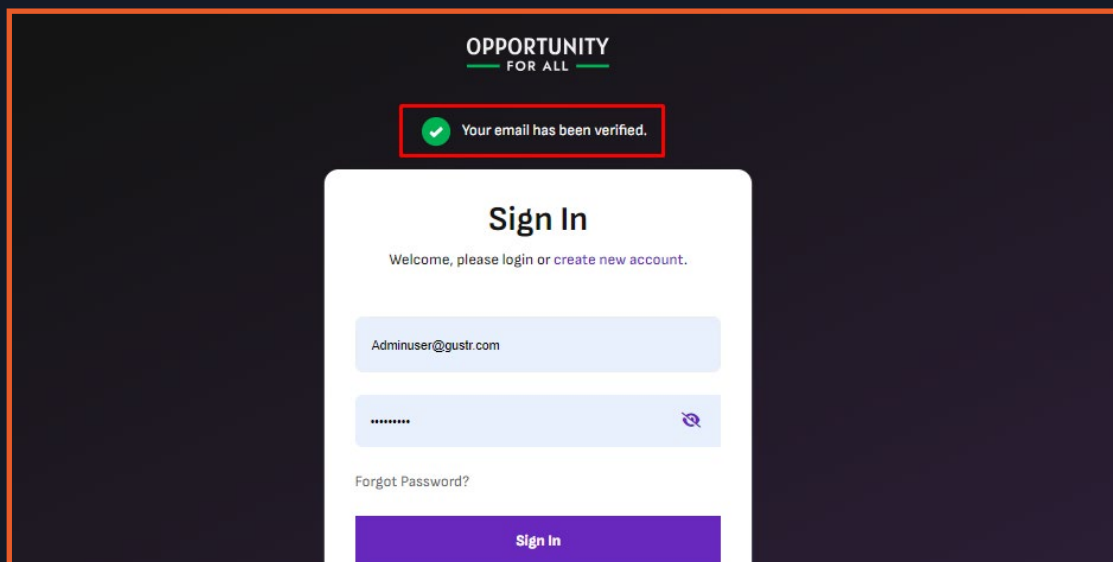 OPPORTUNITY
FOR ALL
Your email has been verified.
Sign In
Welcome, please login or create new account.
Adminuser@gustr.com
•••••••••
Forgot Password?
Sign In